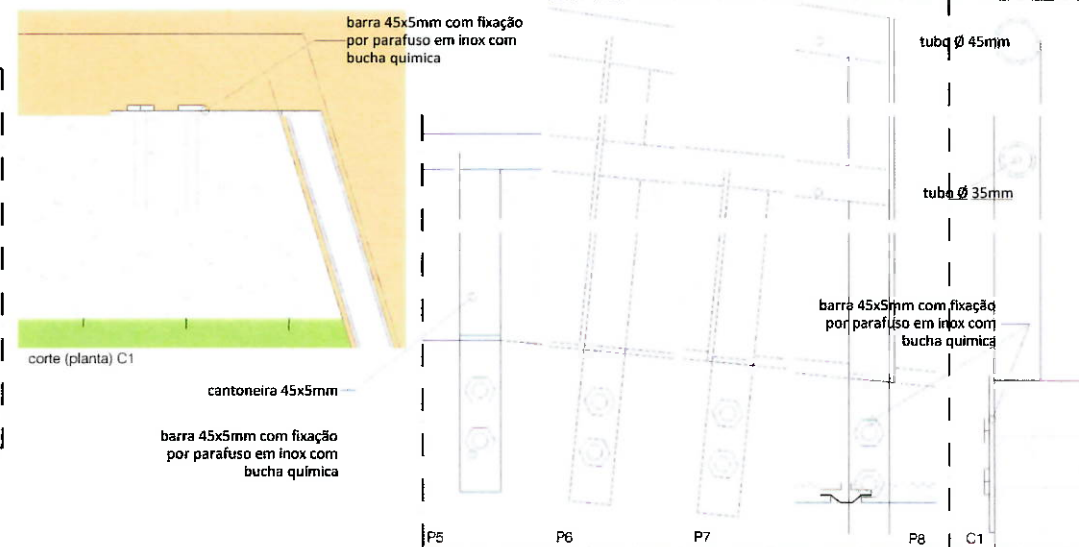 barra 45x5mm com fixação
por parafuso em inox com
bucha quimica
tubo Ø 45mm
tubo Ø 35mm
barra 45x5mm com fixação
por parafuso em inox com
bucha quimica
corte (planta) C1
cantoneira 45x5mm
barra 45x5mm com fixação
por parafuso em inox com
bucha química
P5
P6
P7
P8
C1